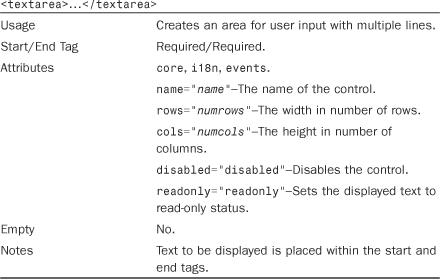 <textarea>...</textarea>
Usage Creates an area for user input with multiple lines.
Start/End Tag Required/Required.
Attributes core, i18n, events.
name="name"–The name of the control.
rows="numrows"–The width in number of rows.
cols="numcols"–The height in number of
columns.
disabled="disabled"–Disables the control.
readonly="readonly"–Sets the displayed text to
read-only status.
Empty No.
Notes Text to be displayed is placed within the start and
end tags.